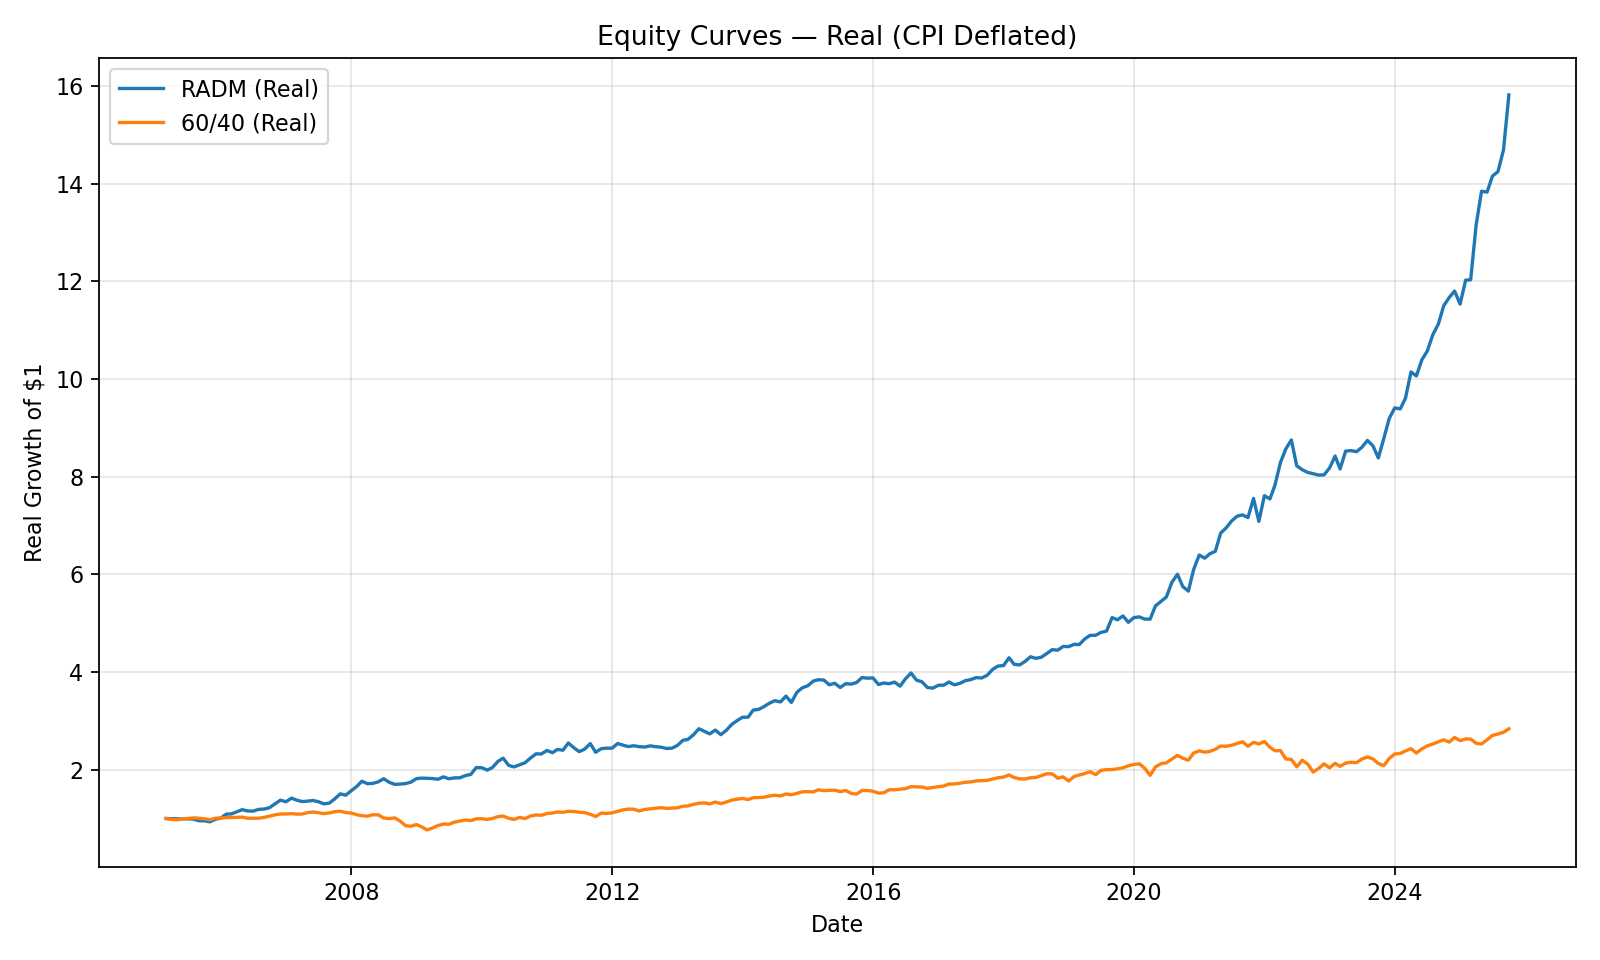 Equity Curves — Real (CPI Deflated)
RADM (Real)
60/40 (Real)
Real Growth of $1
16
14
12
10
8
6
4
2
2008 2012 2016 2020 2024
Date